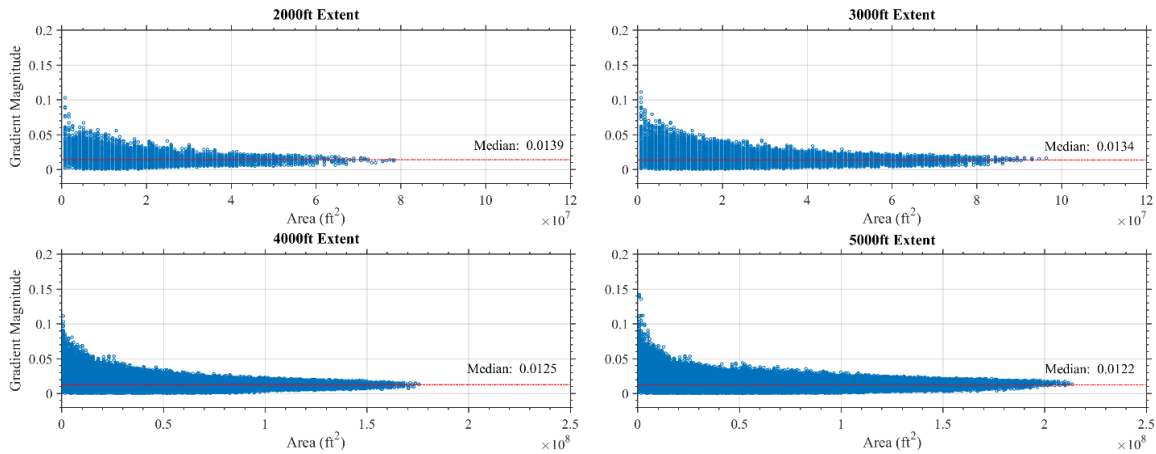 2000ft Extent
0.2
0.15
0.1
0.05
0
Gradient Magnitude
Median: 0.0139
0 2 4 6 8 10 12
Area (ft²)
×10⁷
3000ft Extent
0.2
0.15
0.1
0.05
0
Gradient Magnitude
Median: 0.0134
0 2 4 6 8 10 12
Area (ft²)
×10⁷
4000ft Extent
0.2
0.15
0.1
0.05
0
Gradient Magnitude
Median: 0.0125
0 0.5 1 1.5 2 2.5
Area (ft²)
×10⁸
5000ft Extent
0.2
0.15
0.1
0.05
0
Gradient Magnitude
Median: 0.0122
0 0.5 1 1.5 2 2.5
Area (ft²)
×10⁸